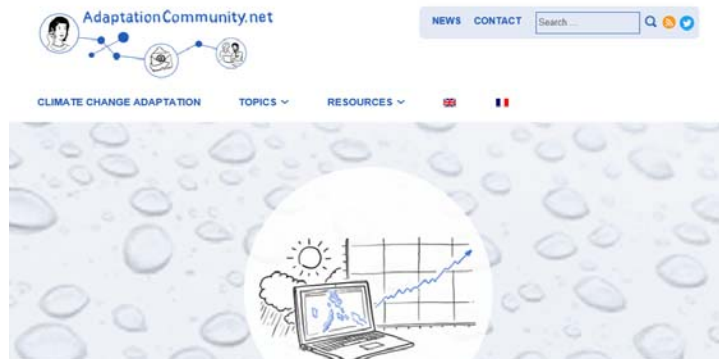 AdaptationCommunity.net
NEWS CONTACT Search ...
CLIMATE CHANGE ADAPTATION TOPICS RESOURCES